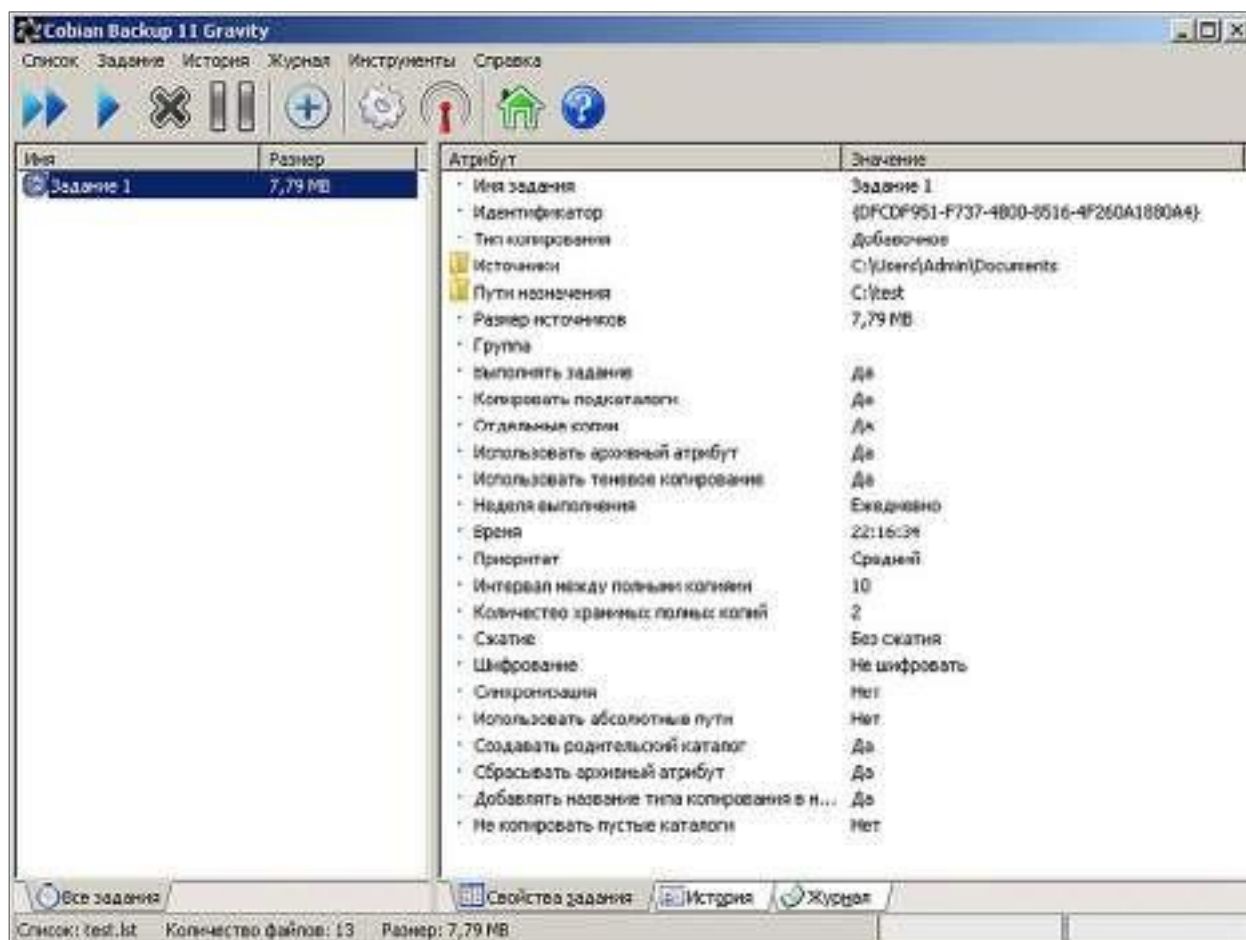 Cobian Backup 11 Gravity
Список Задание История Журнал Инструменты Справка
Имя Размер
Задание 1 7,79 MB
Атрибут Значение
Имя задания Задание 1
Идентификатор {DFCDF951-F737-4800-8516-4F260A1880A4}
Тип копирования Добавочное
Источники C:\Users\Admin\Documents
Пути назначения C:\test
Размер источников 7,79 MB
Группа
Выполнять задание Да
Копировать подкаталоги Да
Отдельные копии Да
Использовать архивный атрибут Да
Использовать теневое копирование Да
Неделя выполнения Ежедневно
Время 22:16:34
Приоритет Средний
Интервал между полными копиями 10
Количество хранимых полных копий 2
Сжатие Без сжатия
Шифрование Не шифровать
Синхронизация Нет
Использовать абсолютные пути Нет
Создавать родительский каталог Да
Сбрасывать архивный атрибут Да
Добавлять название типа копирования в н... Да
Не копировать пустые каталоги Нет
Все задания
Свойства задания История Журнал
Список: test.lst Количество файлов: 13 Размер: 7,79 MB